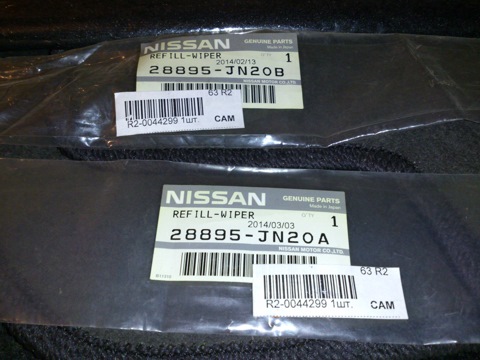 NISSAN GENUINE PARTS
Made in Japan
REFILL-WIPER Q'TY 1
2014/02/13
28895-JN20B
NISSAN MOTOR CO.,LTD.
63 R2
R2-0044299 1шт. CAM
NISSAN GENUINE PARTS
Made in Japan
REFILL-WIPER Q'TY 1
2014/03/03
28895-JN20A
NISSAN MOTOR CO.,LTD.
63 R2
R2-0044299 1шт. CAM